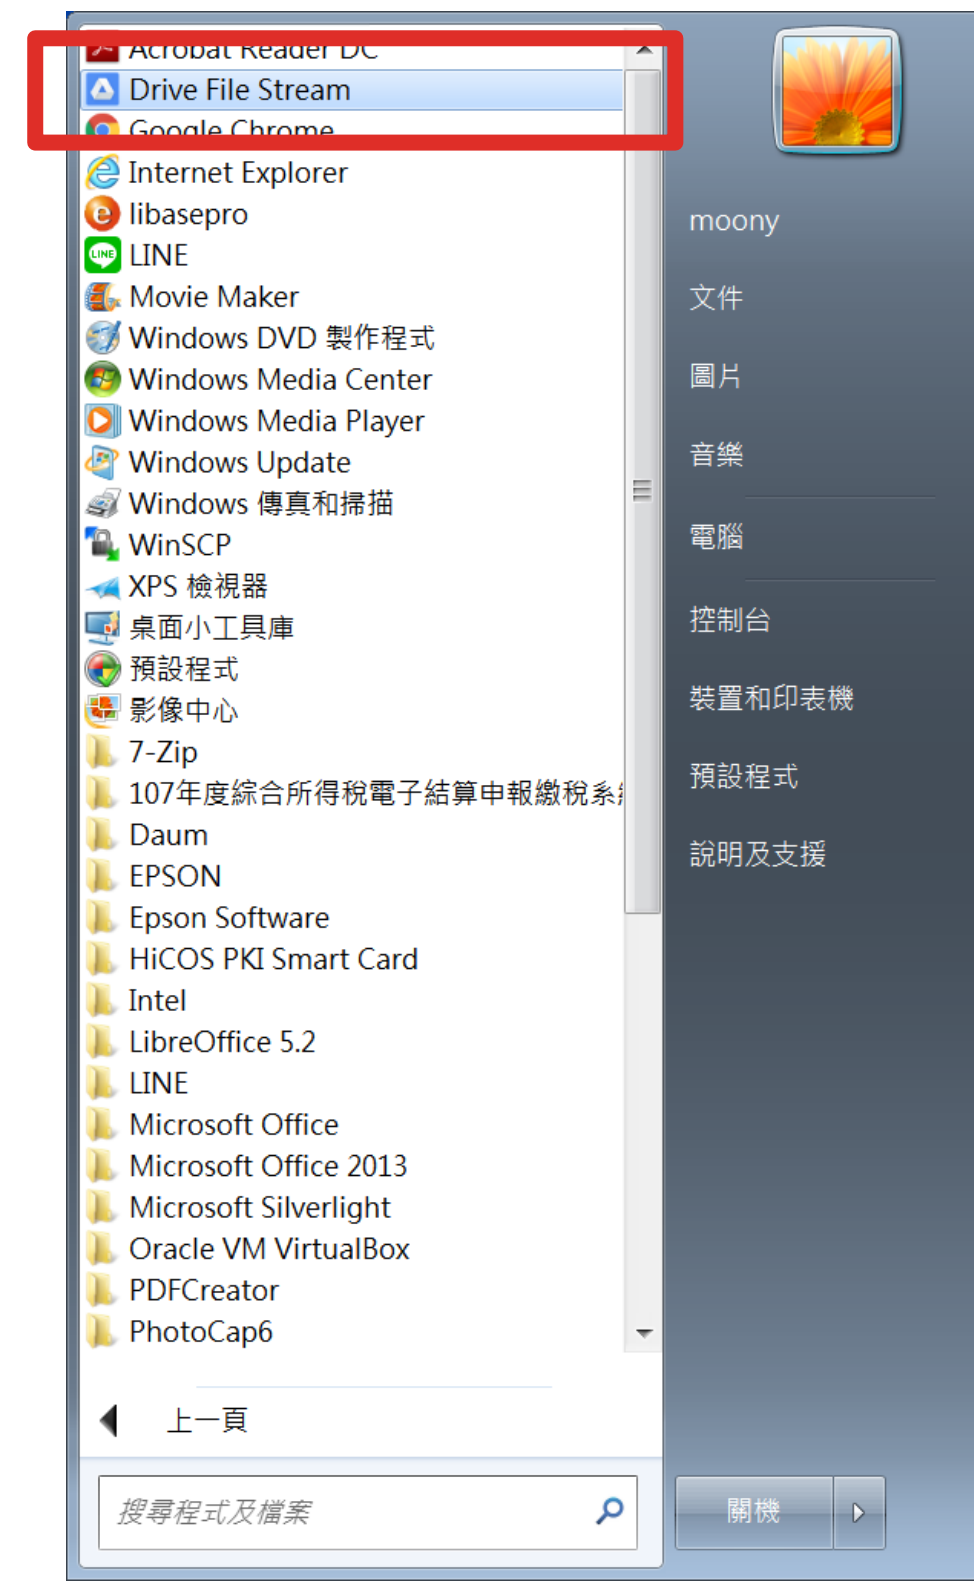 Acrobat Reader DC
Drive File Stream
Google Chrome
Internet Explorer
libasepro
LINE
Movie Maker
Windows DVD 製作程式
Windows Media Center
Windows Media Player
Windows Update
Windows 傳真和掃描
WinSCP
XPS 檢視器
桌面小工具庫
預設程式
影像中心
7-Zip
107年度綜合所得稅電子結算申報繳稅系
Daum
EPSON
Epson Software
HiCOS PKI Smart Card
Intel
LibreOffice 5.2
LINE
Microsoft Office
Microsoft Office 2013
Microsoft Silverlight
Oracle VM VirtualBox
PDFCreator
PhotoCap6
上一頁
搜尋程式及檔案
moony
文件
圖片
音樂
電腦
控制台
裝置和印表機
預設程式
說明及支援
關機